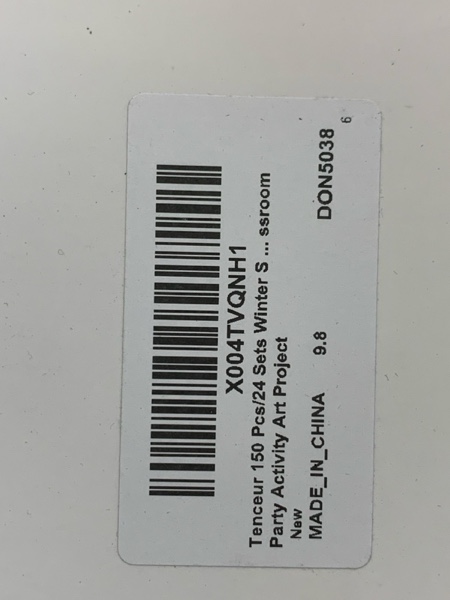 X004TVQNH1
Tenceur 150 Pcs/24 Sets Winter S ... ssroom
Party Activity Art Project
New
MADE_IN_CHINA 9.8 DON5038
6